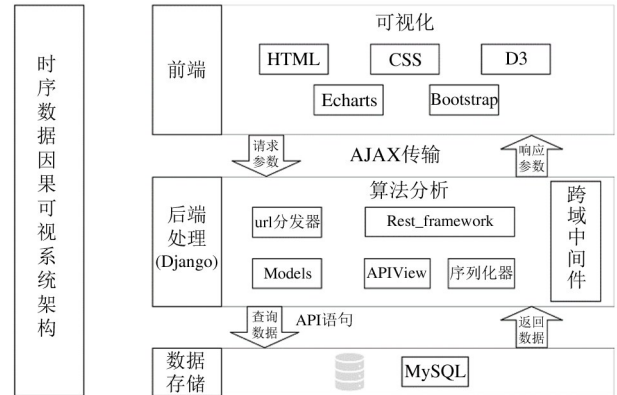 时序数据因果可视系统架构
前端
可视化
HTML
CSS
D3
Echarts
Bootstrap
请求
参数
AJAX传输
响应
参数
后端
处理
(Django)
算法分析
url分发器
Rest_framework
Models
APIView
序列化器
跨域中间件
查询
数据
API语句
返回
数据
数据
存储
MySQL